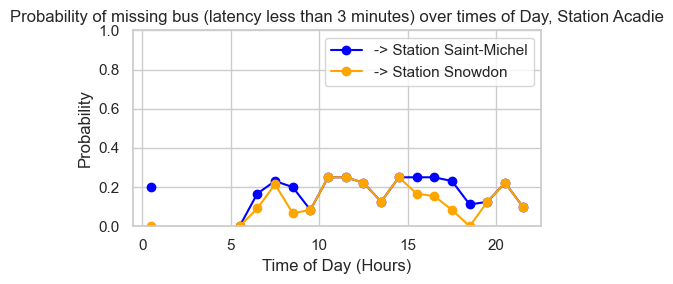 Probability of missing bus (latency less than 3 minutes) over times of Day, Station Acadie
1.0
0.8
0.6
0.4
0.2
0.0
Probability
-> Station Saint-Michel
-> Station Snowdon
0 5 10 15 20
Time of Day (Hours)